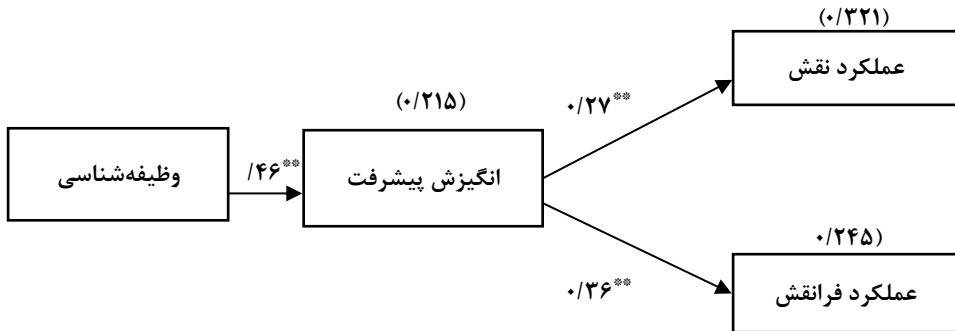 (۰/۳۲۱)
عملکرد نقش
(۰/۲۱۵)
۰/۲۷**
وظیفه‌شناسی
/۴۶**
انگیزش پیشرفت
۰/۲۴۵)
۰/۳۶**
عملکرد فرانقش